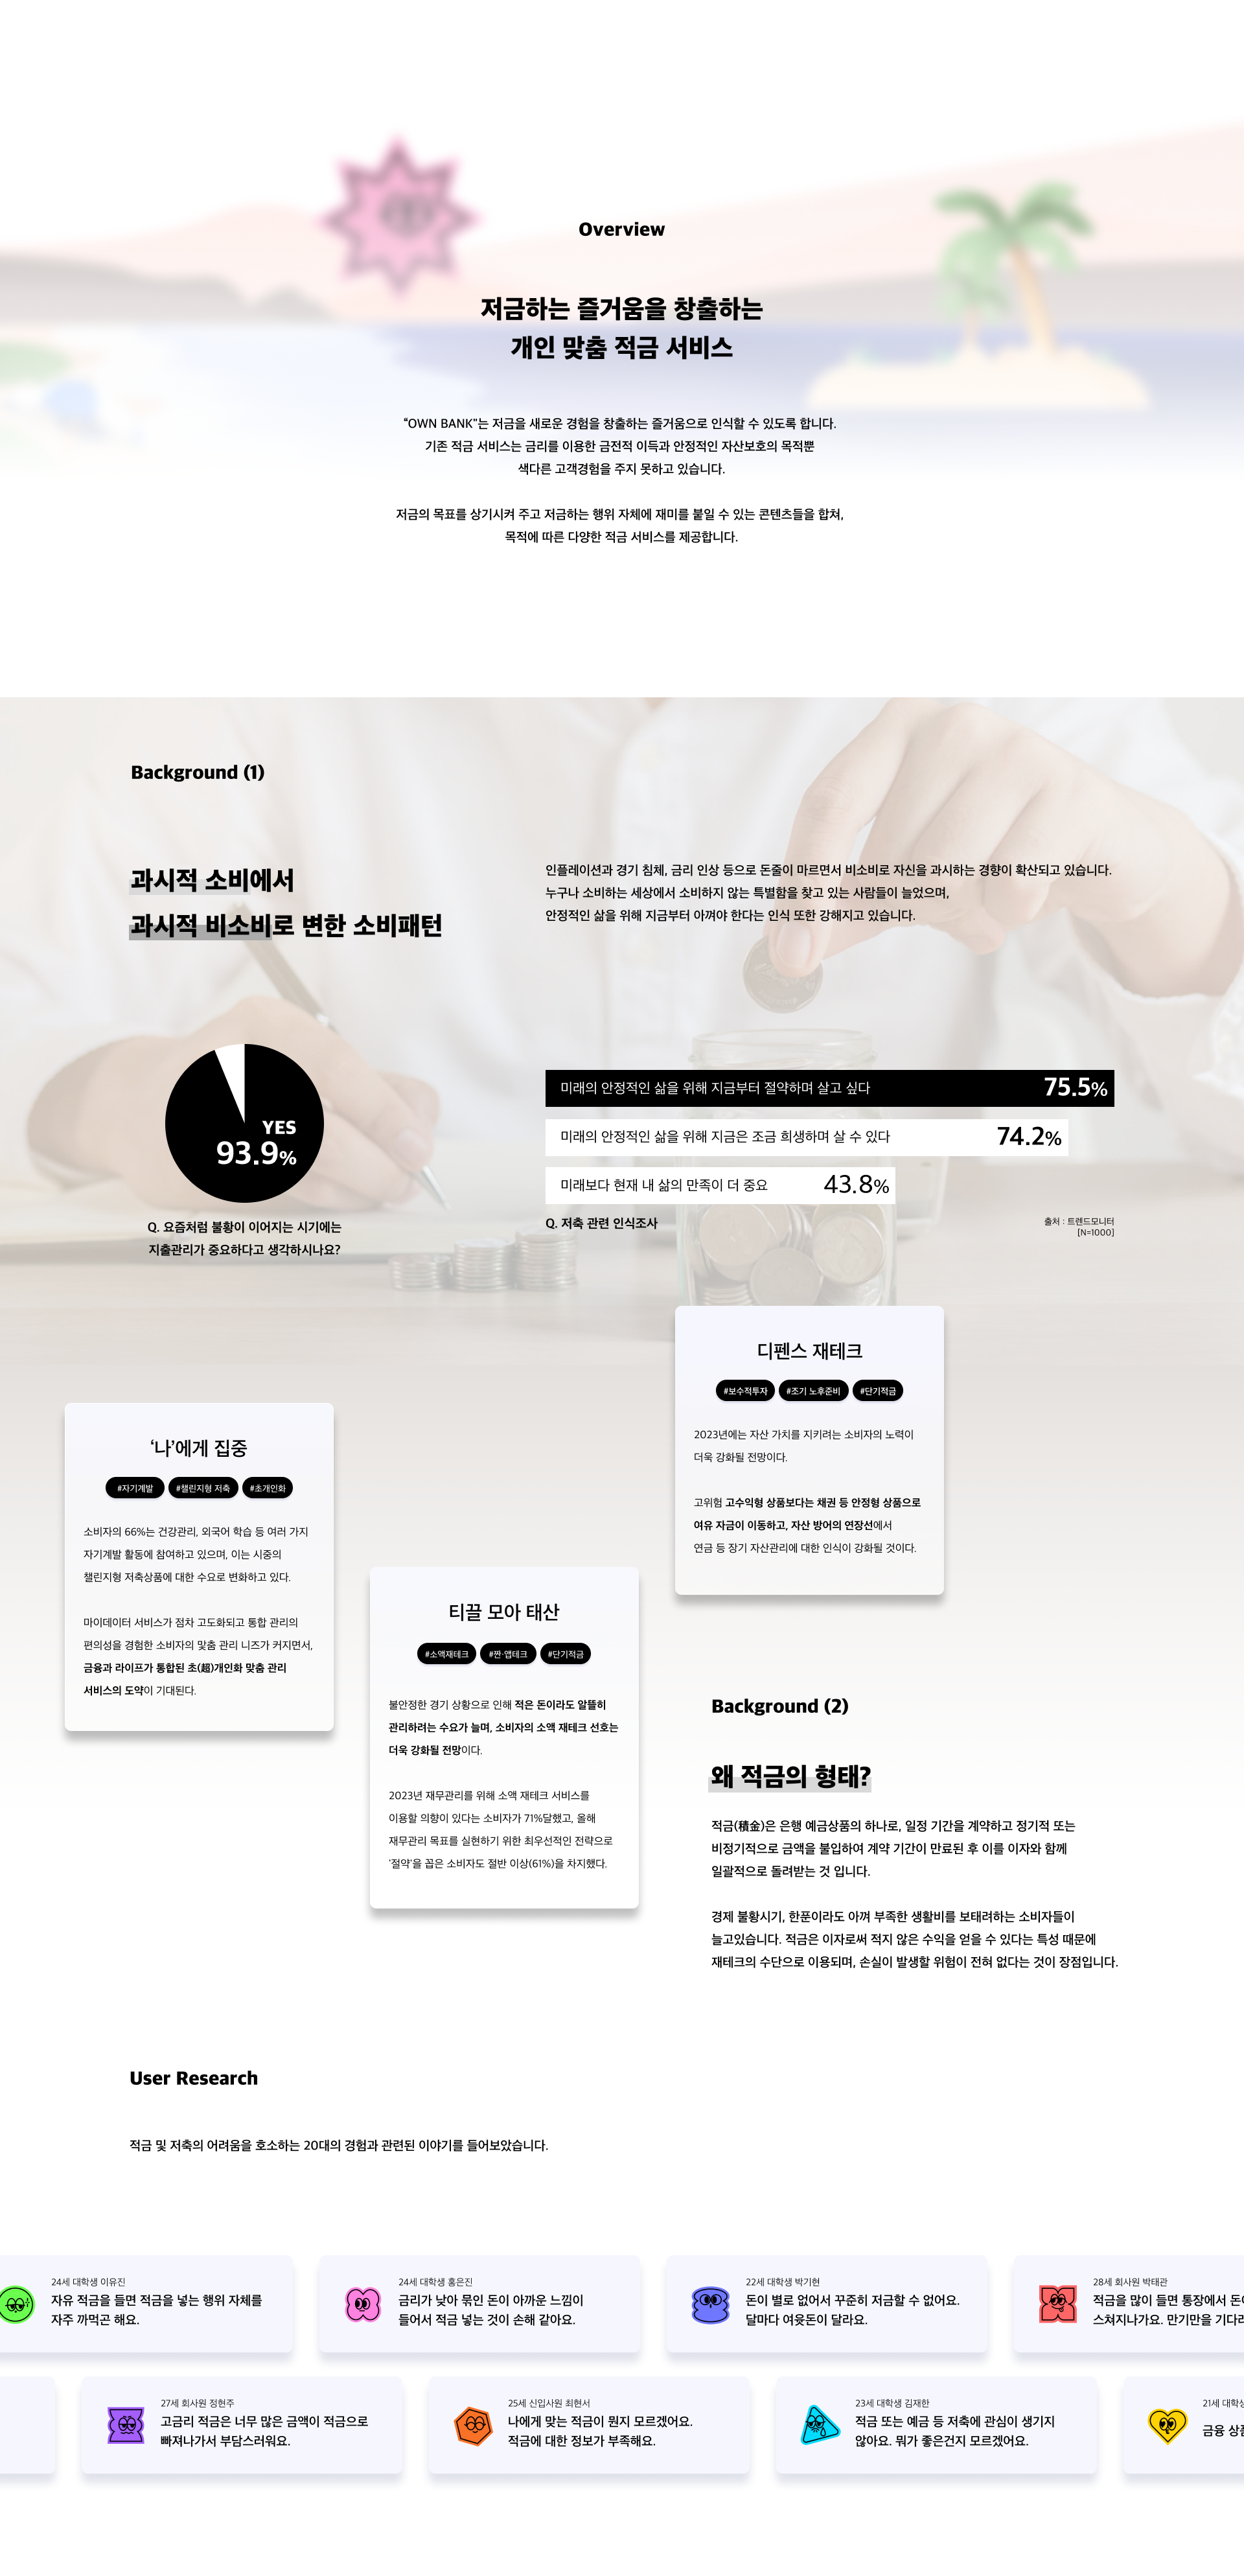 Overview
저금하는 즐거움을 창출하는
개인 맞춤 적금 서비스
“OWN BANK”는 저금을 새로운 경험을 창출하는 즐거움으로 인식할 수 있도록 합니다.
기존 적금 서비스는 금리를 이용한 금전적 이득과 안정적인 자산보호의 목적뿐
색다른 고객경험을 주지 못하고 있습니다.
저금의 목표를 상기시켜 주고 저금하는 행위 자체에 재미를 붙일 수 있는 콘텐츠들을 합쳐,
목적에 따른 다양한 적금 서비스를 제공합니다.
Background (1)
과시적 소비에서
과시적 비소비로 변한 소비패턴
인플레이션과 경기 침체, 금리 인상 등으로 돈줄이 마르면서 비소비로 자신을 과시하는 경향이 확산되고 있습니다.
누구나 소비하는 세상에서 소비하지 않는 특별함을 찾고 있는 사람들이 늘었으며,
안정적인 삶을 위해 지금부터 아껴야 한다는 인식 또한 강해지고 있습니다.
YES
93.9%
Q. 요즘처럼 불황이 이어지는 시기에는
지출관리가 중요하다고 생각하시나요?
미래의 안정적인 삶을 위해 지금부터 절약하며 살고 싶다 75.5%
미래의 안정적인 삶을 위해 지금은 조금 희생하며 살 수 있다 74.2%
미래보다 현재 내 삶의 만족이 더 중요 43.8%
Q. 저축 관련 인식조사
출처 : 트렌드모니터
[N=1000]
디펜스 재테크
#보수적투자 #조기 노후준비 #단기적금
2023년에는 자산 가치를 지키려는 소비자의 노력이
더욱 강화될 전망이다.
고위험 고수익형 상품보다는 채권 등 안정형 상품으로
여유 자금이 이동하고, 자산 방어의 연장선에서
연금 등 장기 자산관리에 대한 인식이 강화될 것이다.
‘나’에게 집중
#자기계발 #챌린지형 저축 #초개인화
소비자의 66%는 건강관리, 외국어 학습 등 여러 가지
자기계발 활동에 참여하고 있으며, 이는 시중의
챌린지형 저축상품에 대한 수요로 변화하고 있다.
마이데이터 서비스가 점차 고도화되고 통합 관리의
편의성을 경험한 소비자의 맞춤 관리 니즈가 커지면서,
금융과 라이프가 통합된 초(超)개인화 맞춤 관리
서비스의 도약이 기대된다.
티끌 모아 태산
#소액재테크 #짠·앱테크 #단기적금
불안정한 경기 상황으로 인해 적은 돈이라도 알뜰히
관리하려는 수요가 늘며, 소비자의 소액 재테크 선호는
더욱 강화될 전망이다.
2023년 재무관리를 위해 소액 재테크 서비스를
이용할 의향이 있다는 소비자가 71%달했고, 올해
재무관리 목표를 실현하기 위한 최우선적인 전략으로
'절약'을 꼽은 소비자도 절반 이상(61%)을 차지했다.
Background (2)
왜 적금의 형태?
적금(積金)은 은행 예금상품의 하나로, 일정 기간을 계약하고 정기적 또는
비정기적으로 금액을 불입하여 계약 기간이 만료된 후 이를 이자와 함께
일괄적으로 돌려받는 것 입니다.
경제 불황시기, 한푼이라도 아껴 부족한 생활비를 보태려하는 소비자들이
늘고있습니다. 적금은 이자로써 적지 않은 수익을 얻을 수 있다는 특성 때문에
재테크의 수단으로 이용되며, 손실이 발생할 위험이 전혀 없다는 것이 장점입니다.
User Research
적금 및 저축의 어려움을 호소하는 20대의 경험과 관련된 이야기를 들어보았습니다.
24세 대학생 이유진
자유 적금을 들면 적금을 넣는 행위 자체를
자주 까먹곤 해요.
24세 대학생 홍은진
금리가 낮아 묶인 돈이 아까운 느낌이
들어서 적금 넣는 것이 손해 같아요.
22세 대학생 박기현
돈이 별로 없어서 꾸준히 저금할 수 없어요.
달마다 여윳돈이 달라요.
28세 회사원 박태관
적금을 많이 들면 통장에서 돈이
스쳐지나가요. 만기만을 기다려
27세 회사원 정현주
고금리 적금은 너무 많은 금액이 적금으로
빠져나가서 부담스러워요.
25세 신입사원 최현서
나에게 맞는 적금이 뭔지 모르겠어요.
적금에 대한 정보가 부족해요.
23세 대학생 김재한
적금 또는 예금 등 저축에 관심이 생기지
않아요. 뭐가 좋은건지 모르겠어요.
21세 대학생
금융 상품